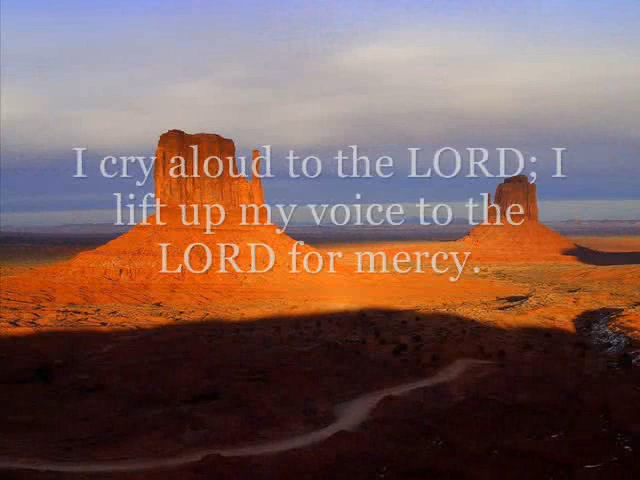 I cry aloud to the LORD; I
lift up my voice to the
LORD for mercy.